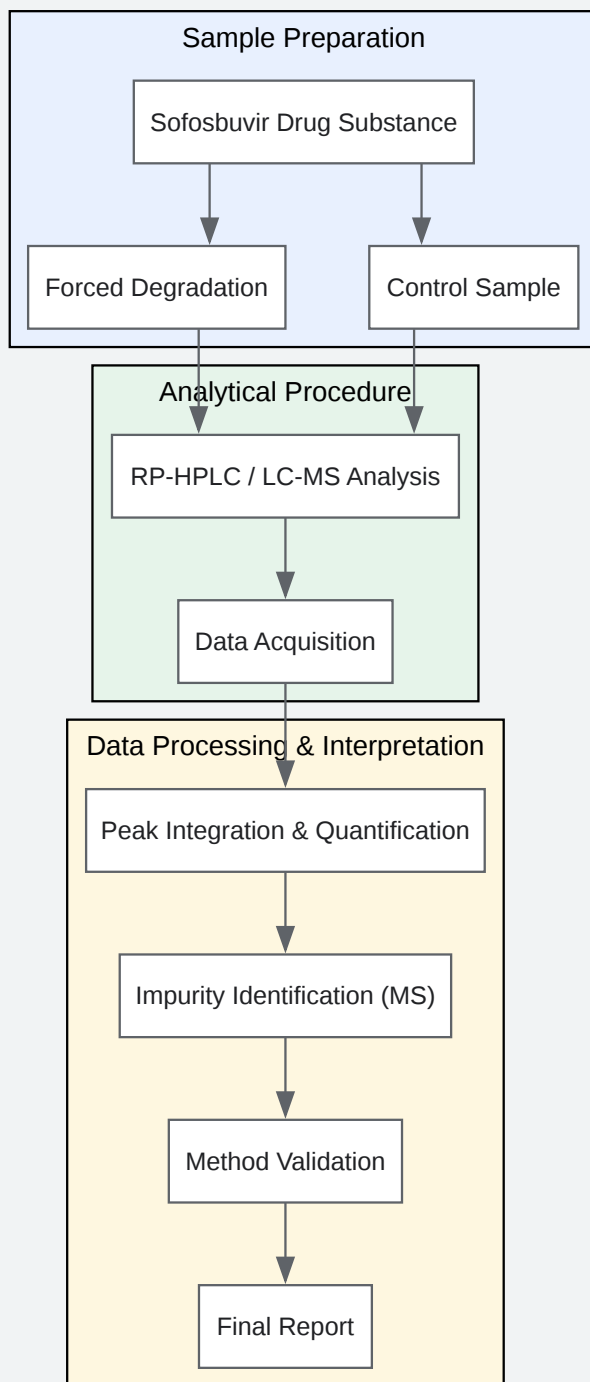 Sample Preparation
Sofosbuvir Drug Substance
Forced Degradation
Control Sample
Analytical Procedure
RP-HPLC / LC-MS Analysis
Data Acquisition
Data Processing & Interpretation
Peak Integration & Quantification
Impurity Identification (MS)
Method Validation
Final Report